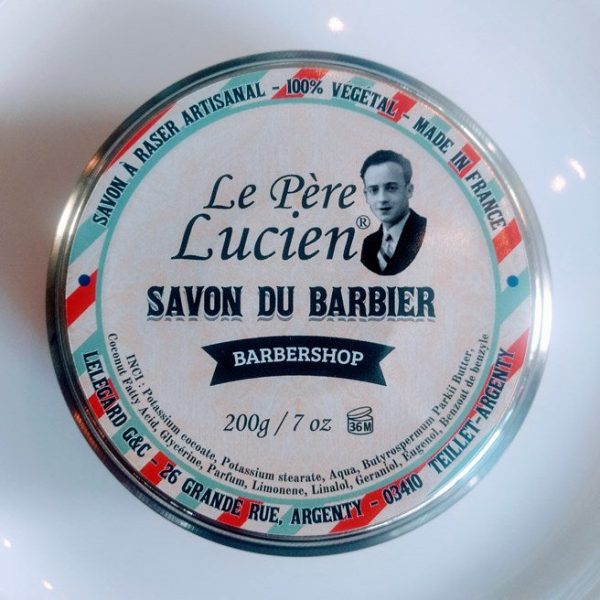 SAVON À RASER ARTISANAL - 100% VÉGÉTAL - MADE IN FRANCE
Le Père
Lucien®
SAVON DU BARBIER
BARBERSHOP
200g / 7 oz 36M
INCI : Potassium cocoate, Potassium stearate, Aqua, Butyrospermum Parkii Butter,
Coconut Fatty Acid, Glycérine, Parfum, Limonene, Linalol, Geraniol, Eugenol, Benzoat de benzyle
LELEGARD G&C - 26 GRANDE RUE, ARGENTY - 03410 TEILLET-ARGENTY